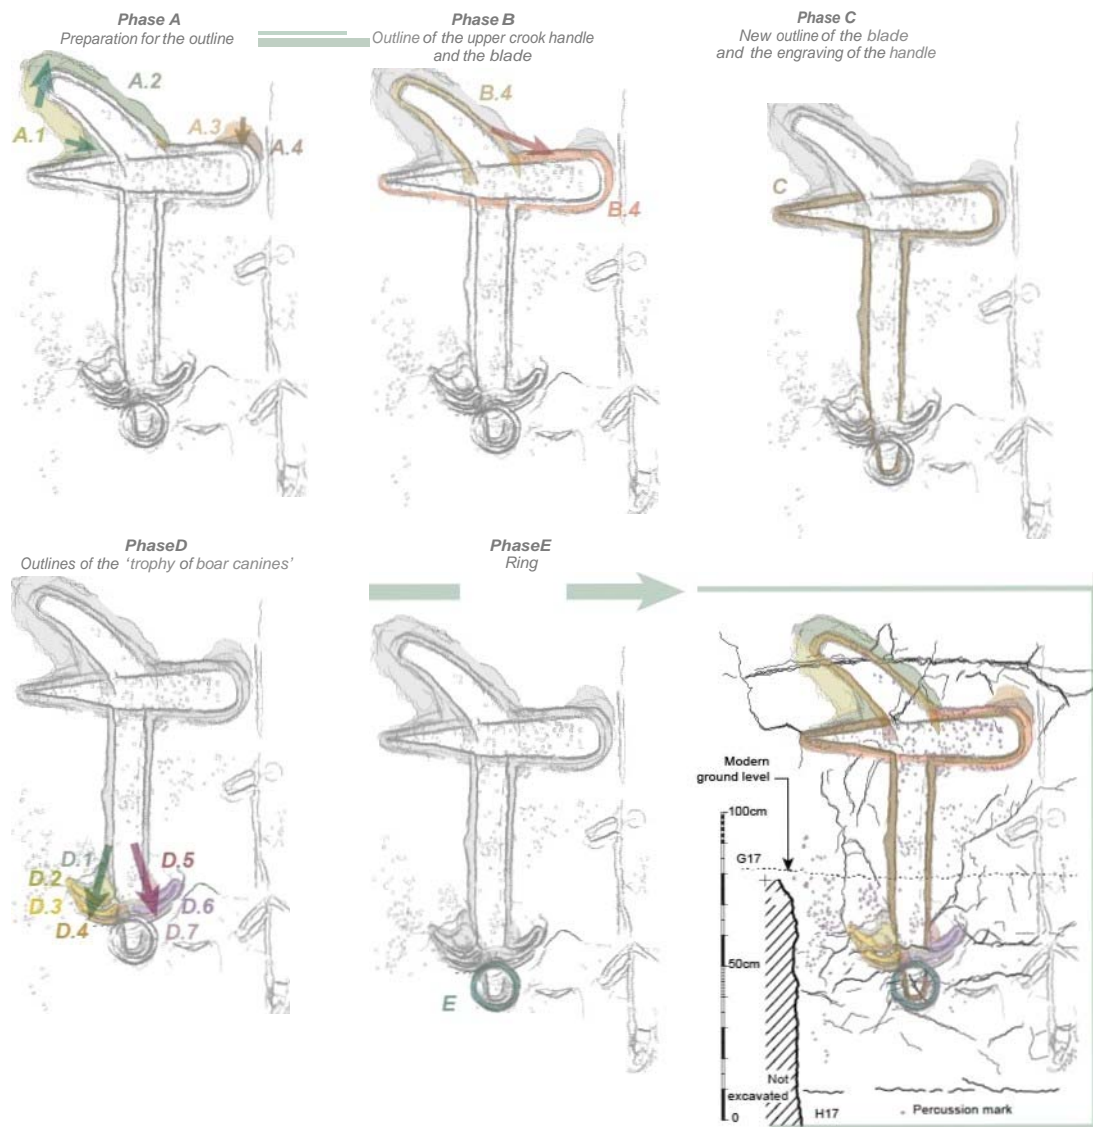 Phase A
Preparation for the outline
Phase B
Outline of the upper crook handle
and the blade
Phase C
New outline of the blade
and the engraving of the handle
A.2
A.1
A.3
A.4
B.4
B.4
C
PhaseD
Outlines of the ‘trophy of boar canines’
PhaseE
Ring
D.1
D.2
D.3
D.4
D.5
D.6
D.7
E
Modern
ground level
100cm
G17
50cm
Not
excavated
0
H17
Percussion mark